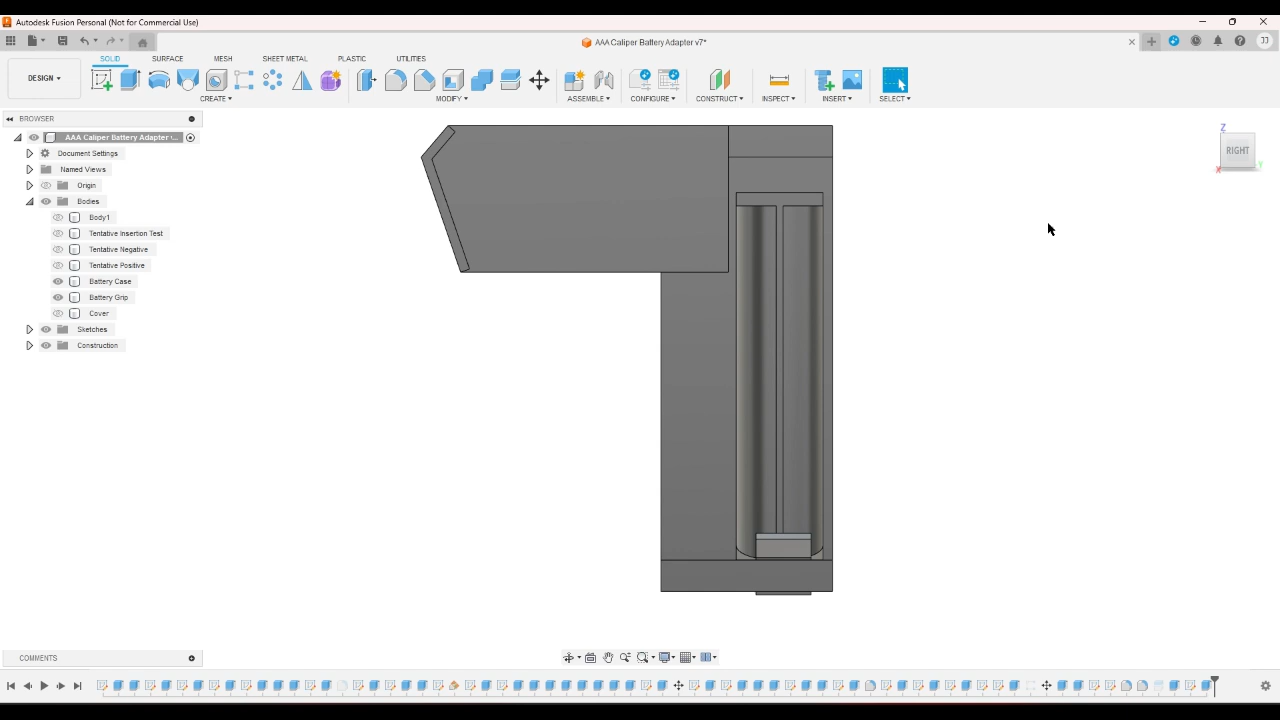 Autodesk Fusion Personal (Not for Commercial Use)
AAA Caliper Battery Adapter v7*
JJ
SOLID SURFACE MESH SHEET METAL PLASTIC UTILITIES
DESIGN
CREATE MODIFY ASSEMBLE CONFIGURE CONSTRUCT INSPECT INSERT SELECT
BROWSER
AAA Caliper Battery Adapter ...
Document Settings
Named Views
Origin
Bodies
Body1
Tentative Insertion Test
Tentative Negative
Tentative Positive
Battery Case
Battery Grip
Cover
Sketches
Construction
Z
RIGHT
X
Y
COMMENTS